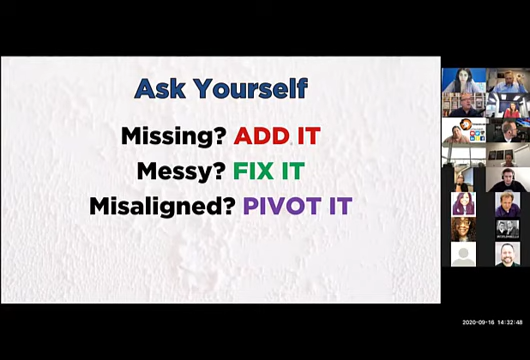 Ask Yourself
Missing? ADD IT
Messy? FIX IT
Misaligned? PIVOT IT
2020-09-16 14:32:48